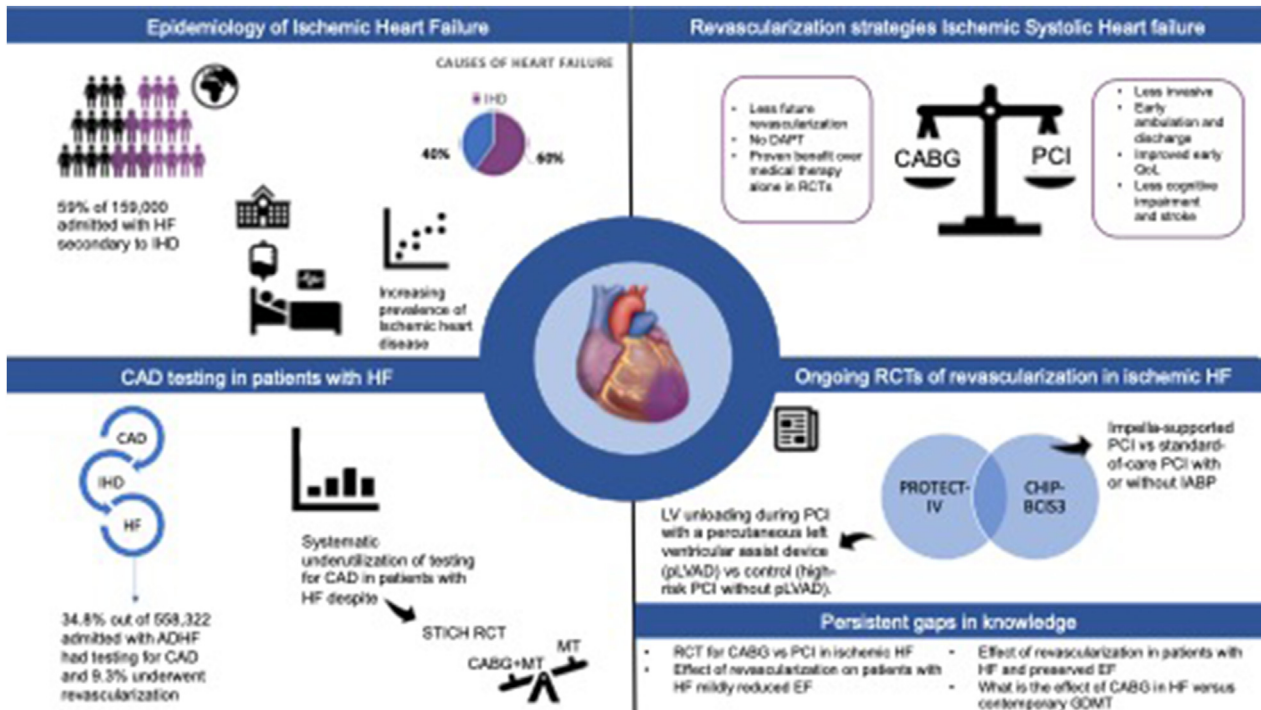 Epidemiology of Ischemic Heart Failure
CAUSES OF HEART FAILURE
IHD
40%
60%
59% of 159,000
admitted with HF
secondary to IHD
Increasing
prevalence of
Ischemic heart
disease
Revascularization strategies Ischemic Systolic Heart failure
• Less future
revascularization
• No DAPT
• Proven benefit over
medical therapy
alone in RCTs
CABG
PCI
• Less invasive
• Early
ambulation and
discharge
• Improved early
QoL
• Less cognitive
impairment
and stroke
CAD testing in patients with HF
CAD
IHD
HF
34.8% out of 558,322
admitted with ADHF
had testing for CAD
and 9.3% underwent
revascularization
Systematic
underutilization of testing
for CAD in patients with
HF despite
STICH RCT
CABG+MT
MT
Ongoing RCTs of revascularization in ischemic HF
PROTECT-
IV
CHIP-
BCIS3
Impella-supported
PCI vs standard-
of-care PCI with
or without IABP
LV unloading during PCI
with a percutaneous left
ventricular assist device
(pLVAD) vs control (high-
risk PCI without pLVAD).
Persistent gaps in knowledge
• RCT for CABG vs PCI in ischemic HF
• Effect of revascularization on patients with
HF mildly reduced EF
• Effect of revascularization in patients with
HF and preserved EF
• What is the effect of CABG in HF versus
contemporary GDMT